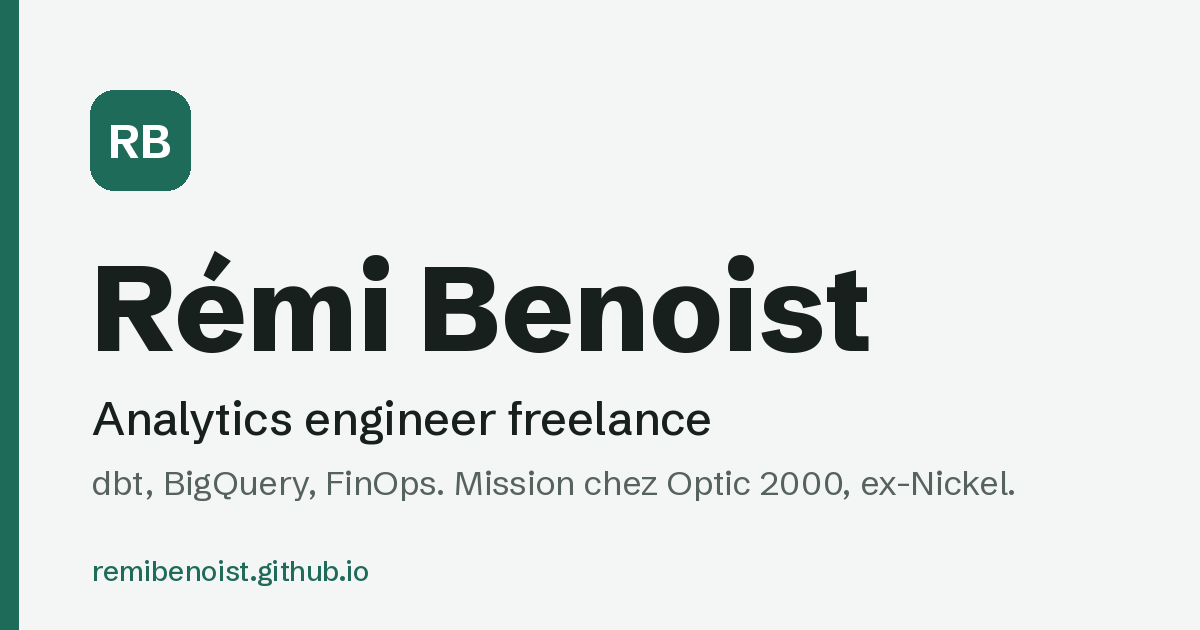 RB
Rémi Benoist
Analytics engineer freelance
dbt, BigQuery, FinOps. Mission chez Optic 2000, ex-Nickel.
remibenoist.github.io